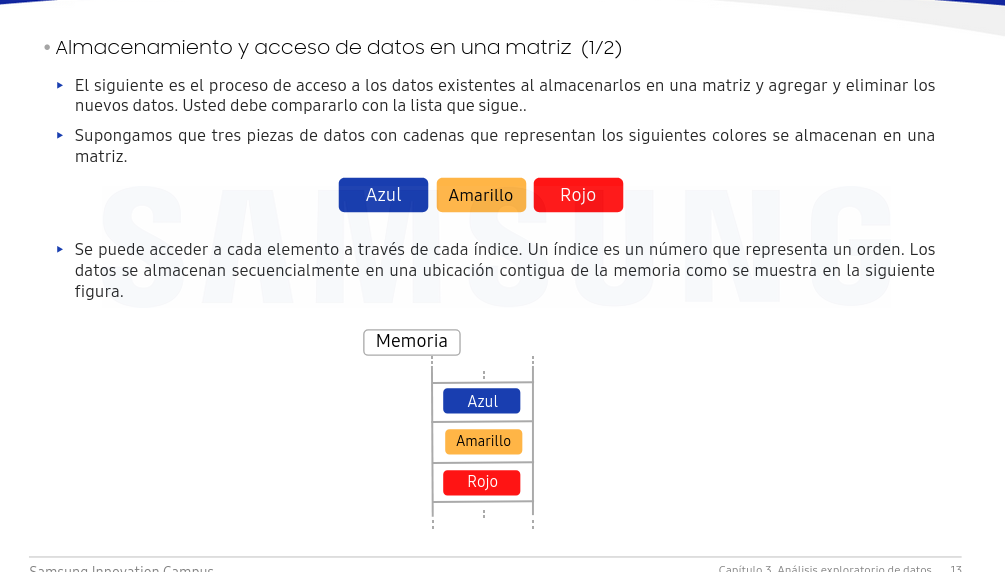 Almacenamiento y acceso de datos en una matriz (1/2)
El siguiente es el proceso de acceso a los datos existentes al almacenarlos en una matriz y agregar y eliminar los
nuevos datos. Usted debe compararlo con la lista que sigue..
Supongamos que tres piezas de datos con cadenas que representan los siguientes colores se almacenan en una
matriz.
Azul Amarillo Rojo
SAMSUNG
Se puede acceder a cada elemento a través de cada índice. Un índice es un número que representa un orden. Los
datos se almacenan secuencialmente en una ubicación contigua de la memoria como se muestra en la siguiente
figura.
Memoria
Azul
Amarillo
Rojo
Samsung Innovation Campus
Capítulo 3. Análisis exploratorio de datos 13